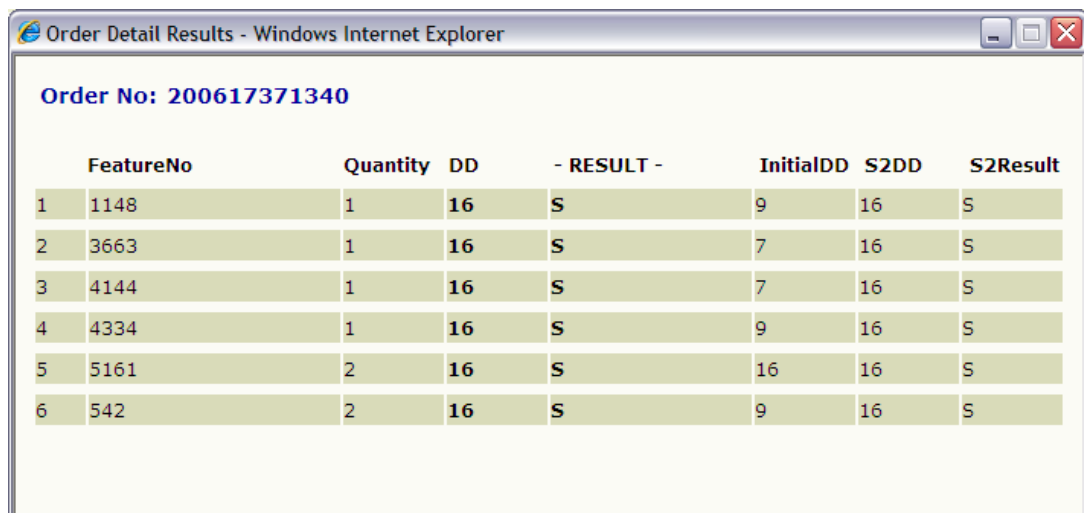 Order Detail Results - Windows Internet Explorer
Order No: 200617371340
FeatureNo Quantity DD - RESULT - InitialDD S2DD S2Result
1 1148 1 16 S 9 16 S
2 3663 1 16 S 7 16 S
3 4144 1 16 S 7 16 S
4 4334 1 16 S 9 16 S
5 5161 2 16 S 16 16 S
6 542 2 16 S 9 16 S